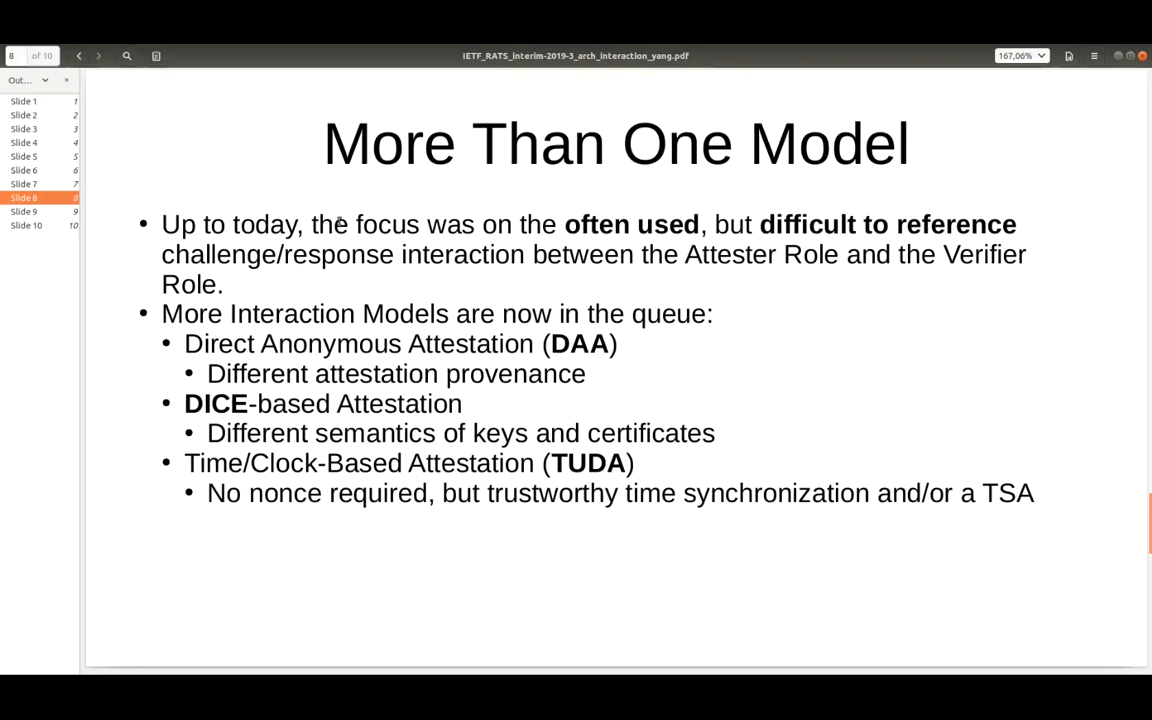 8 of 10
IETF_RATS_interim-2019-3_arch_interaction_yang.pdf
167,06%
Out...
Slide 1 1
Slide 2 2
Slide 3 3
Slide 4 4
Slide 5 5
Slide 6 6
Slide 7 7
Slide 8 8
Slide 9 9
Slide 10 10
More Than One Model
• Up to today, the focus was on the often used, but difficult to reference
challenge/response interaction between the Attester Role and the Verifier
Role.
• More Interaction Models are now in the queue:
• Direct Anonymous Attestation (DAA)
• Different attestation provenance
• DICE-based Attestation
• Different semantics of keys and certificates
• Time/Clock-Based Attestation (TUDA)
• No nonce required, but trustworthy time synchronization and/or a TSA